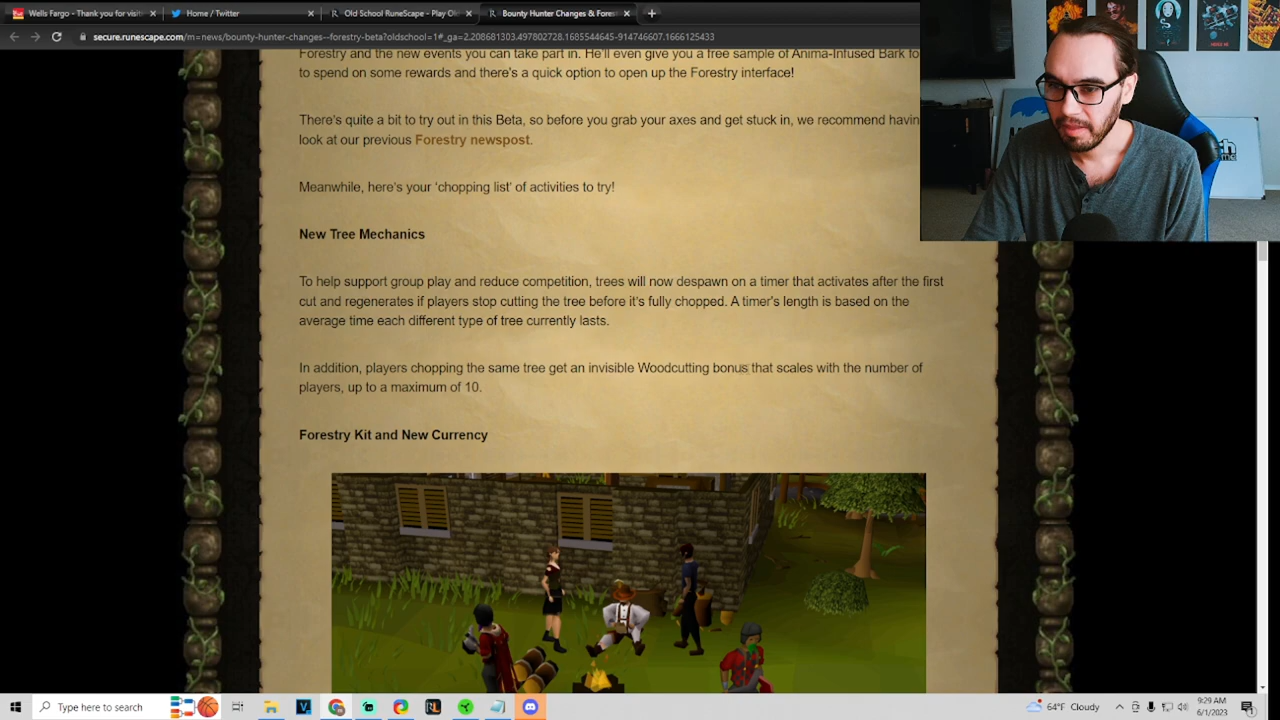 Wells Fargo - Thank you for visi
Home / Twitter
Old School RuneScape - Play Ol
Bounty Hunter Changes & Fores
secure.runescape.com/m=news/bounty-hunter-changes--forestry-beta?oldschool=1#_ga=2.208681303.497802728.1685544465-914746607.1666125433
Forestry and the new events you can take part in. He'll even give you a free sample of Anima-Infused Bark fo
to spend on some rewards and there's a quick option to open up the Forestry interface!
There's quite a bit to try out in this Beta, so before you grab your axes and get stuck in, we recommend havin
look at our previous Forestry newspost.
Meanwhile, here's your 'chopping list' of activities to try!
New Tree Mechanics
To help support group play and reduce competition, trees will now despawn on a timer that activates after the first
cut and regenerates if players stop cutting the tree before it's fully chopped. A timer's length is based on the
average time each different type of tree currently lasts.
In addition, players chopping the same tree get an invisible Woodcutting bonus that scales with the number of
players, up to a maximum of 10.
Forestry Kit and New Currency
Type here to search
64°F Cloudy
9:29 AM
6/1/2023